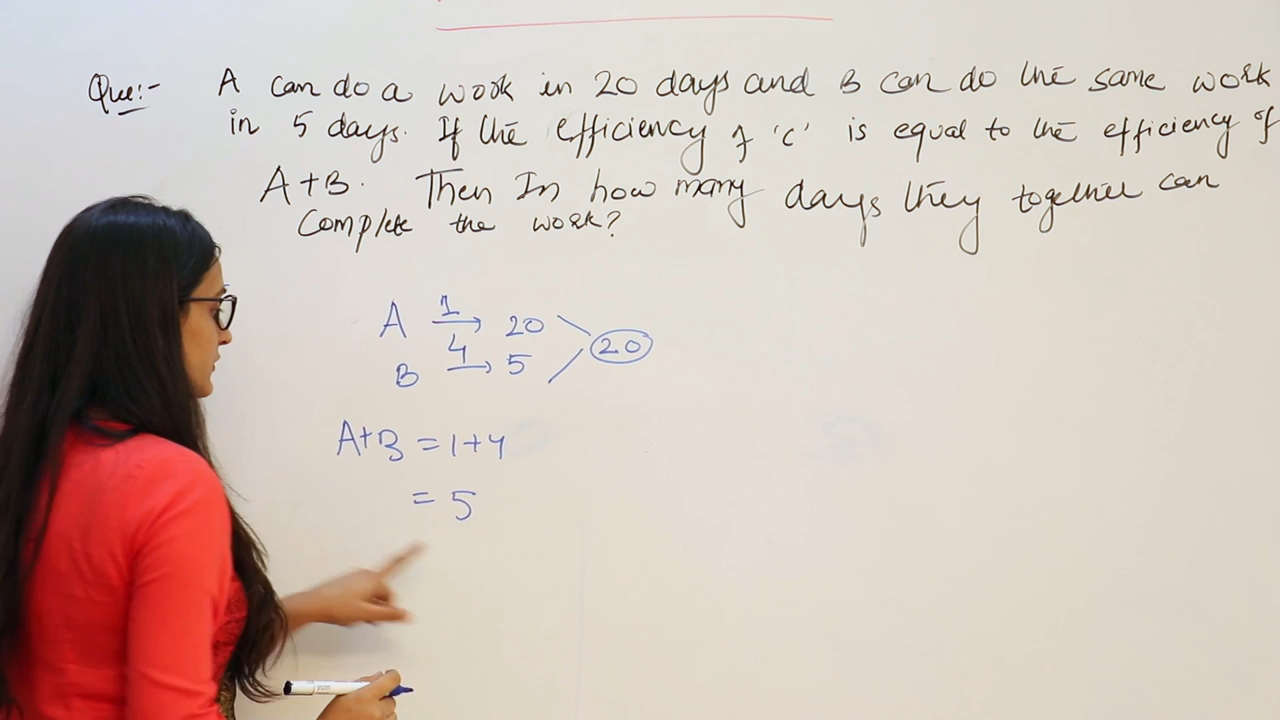 Que:- A can do a work in 20 days and B can do the same work
in 5 days. If the efficiency of 'C' is equal to the efficiency of
A+B. Then In how many days they together can
Complete the work?
A 1→ 20
20
B 4→ 5
A+B = 1+4
= 5